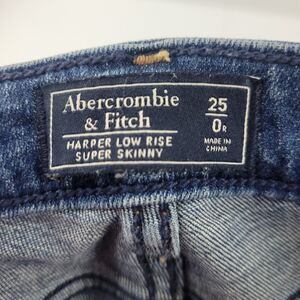 Abercrombie
& Fitch
HARPER LOW RISE
SUPER SKINNY
25
0R
MADE IN
CHINA